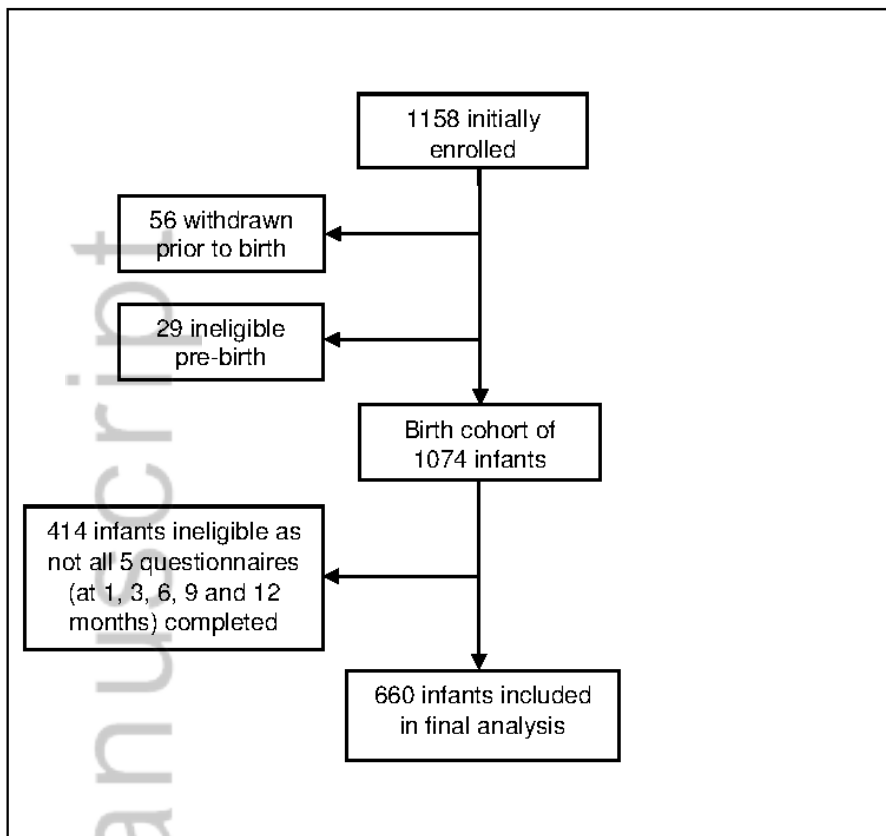 1158 initially
enrolled
56 withdrawn
prior to birth
29 ineligible
pre-birth
Birth cohort of
1074 infants
414 infants ineligible as
not all 5 questionnaires
(at 1, 3, 6, 9 and 12
months) completed
660 infants included
in final analysis
anuscript